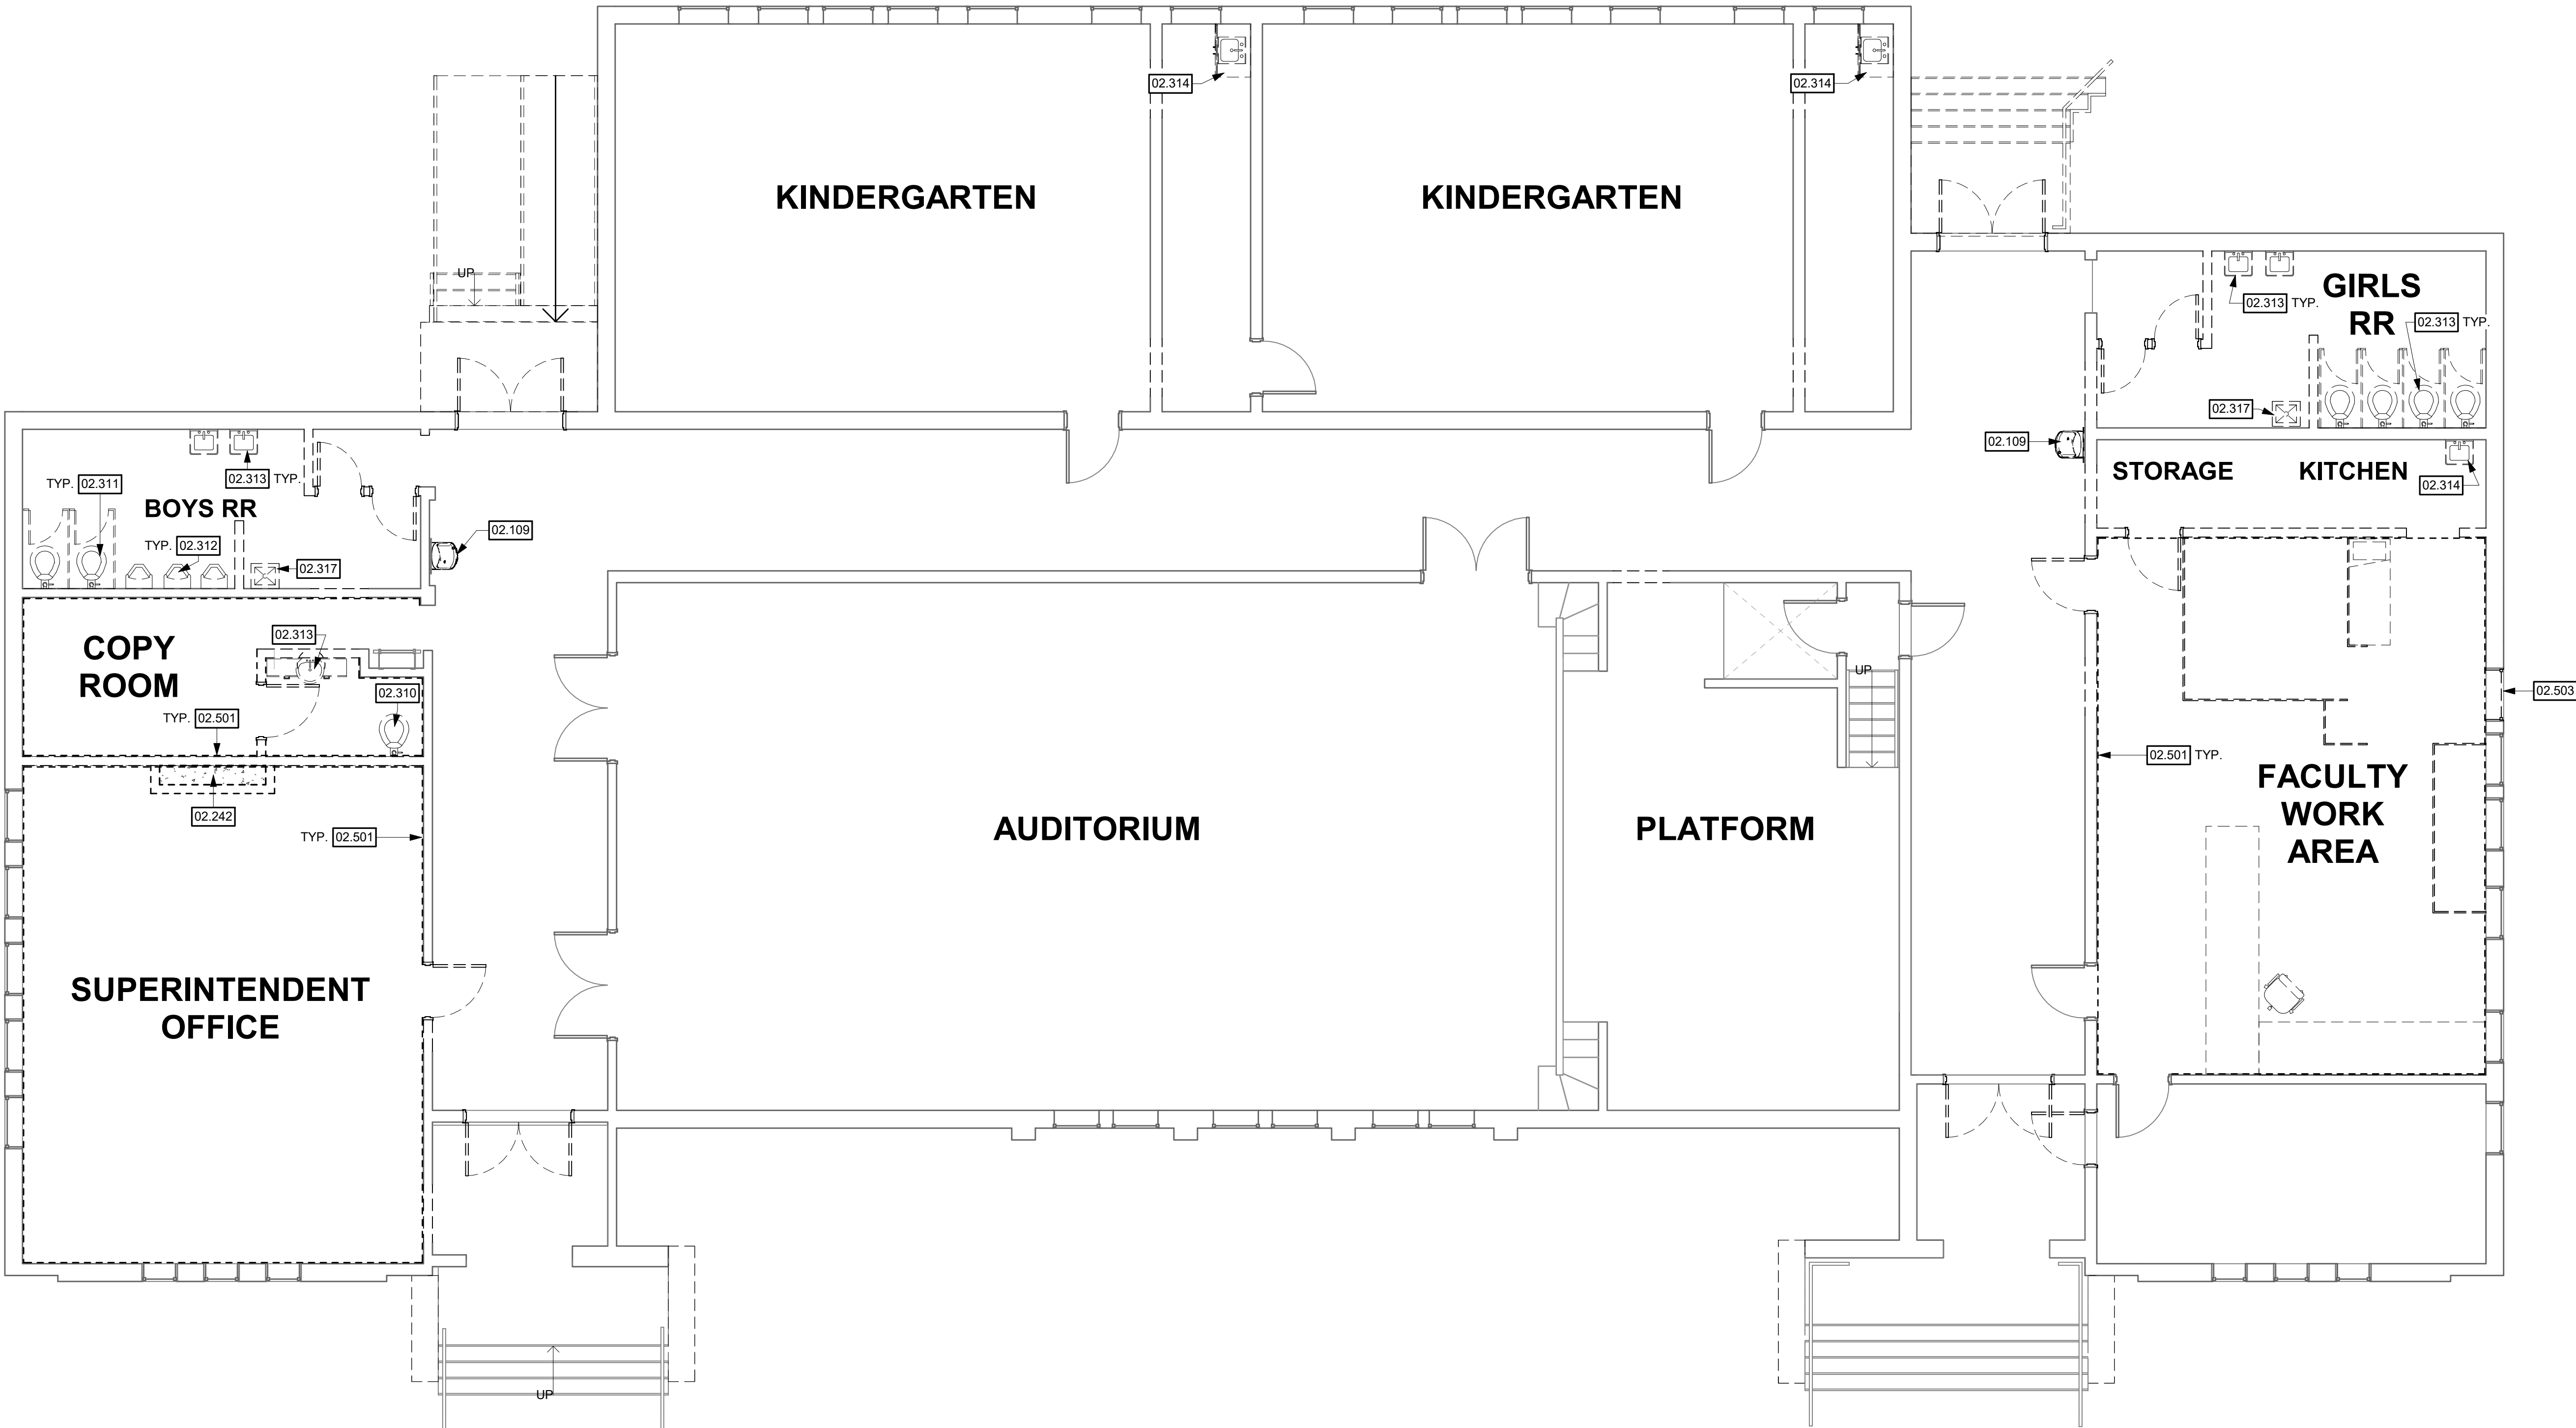 02.314
02.314
KINDERGARTEN
KINDERGARTEN
UP
GIRLS
RR
02.313 TYP.
02.313 TYP.
02.317
02.109
STORAGE
KITCHEN
02.314
02.313 TYP.
TYP. 02.311
BOYS RR
TYP. 02.312
02.317
02.109
COPY
ROOM
02.313
02.310
TYP. 02.501
02.242
TYP. 02.501
SUPERINTENDENT
OFFICE
AUDITORIUM
PLATFORM
UP
02.503
02.501 TYP.
FACULTY
WORK
AREA
UP